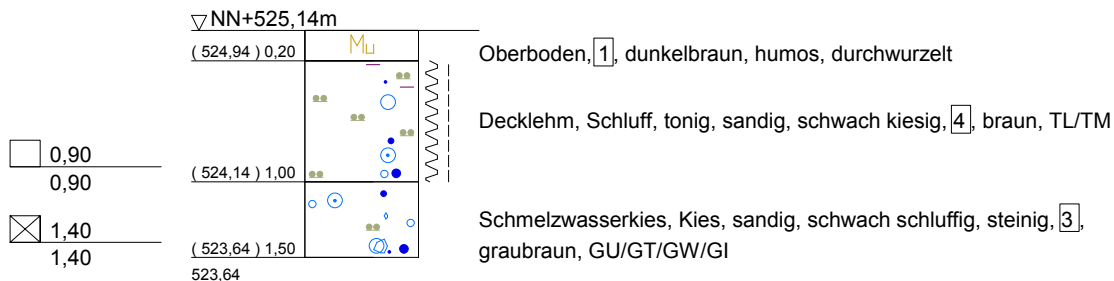 NN+525,14m
( 524,94 ) 0,20
Mu
Oberboden, 1, dunkelbraun, humos, durchwurzelt
Decklehm, Schluff, tonig, sandig, schwach kiesig, 4, braun, TL/TM
0,90
0,90
( 524,14 ) 1,00
Schmelzwasserkies, Kies, sandig, schwach schluffig, steinig, 3,
graubraun, GU/GT/GW/GI
1,40
1,40
( 523,64 ) 1,50
523,64